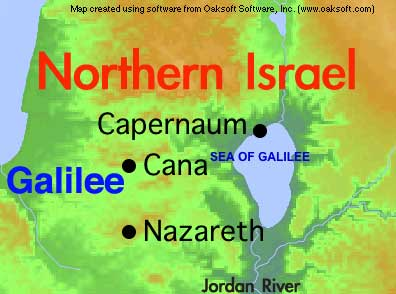 Map created using software from Oaksoft Software, Inc. (www.oaksoft.com)
Northern Israel
Capernaum
Cana
SEA OF GALILEE
Galilee
Nazareth
Jordan River